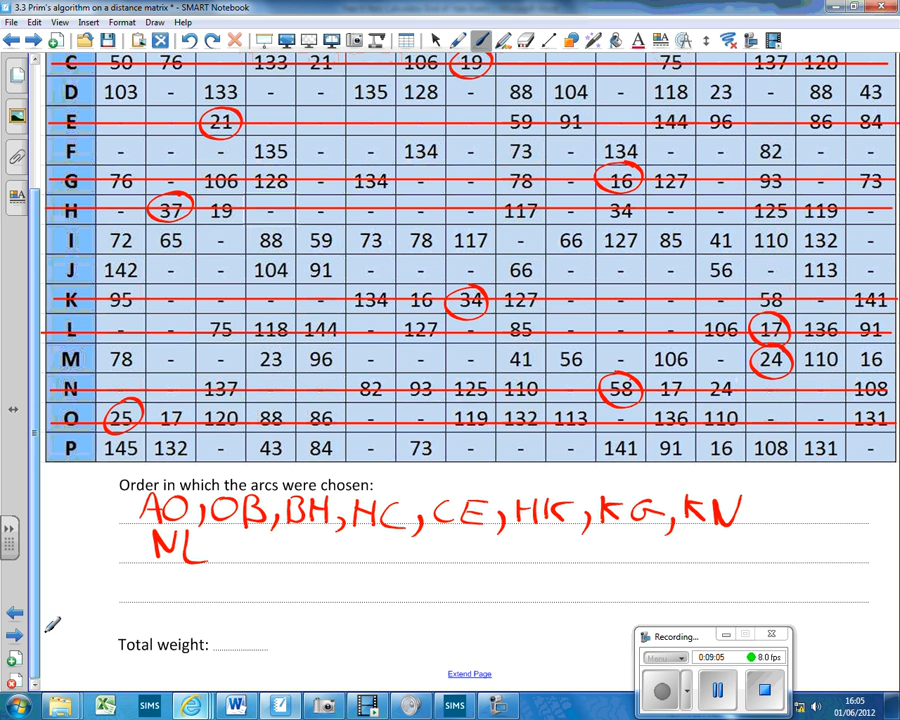 3.3 Prim's algorithm on a distance matrix * - SMART Notebook
File Edit View Insert Format Draw Tools Help
C 50 76 133 21 106 19 75 137 120
D 103 - 133 - - 135 128 - 88 104 - 118 23 - 88 43
E 21 59 91 144 96 86 84
F - - - 135 - - 134 - 73 - 134 - - 82 - -
G 76 - 106 128 - 134 - 78 - 16 127 - 93 - 73
H - 37 19 - - - - - 117 - 34 - - 125 119 -
I 72 65 - 88 59 73 78 117 - 66 127 85 41 110 132 -
J 142 - - 104 91 - - - 66 - - - 56 - 113 -
K 95 - - - - 134 16 34 127 - - - - 58 - 141
L - - 75 118 144 - 127 - 85 - - - 106 17 136 91
M 78 - - 23 96 - - - 41 56 - 106 - 24 110 16
N 137 82 93 125 110 58 17 24 108
O 25 17 120 88 86 - - 119 132 113 - 136 110 - - 131
P 145 132 - 43 84 - 73 - - - 141 91 16 108 131 -
Order in which the arcs were chosen:
AO, OB, BH, HC, CE, HK, KG, KN
NL
Total weight:
Extend Page
Recording...
0:09:05 8.0 fps
Menu
SIMS SIMS
16:05
01/06/2012